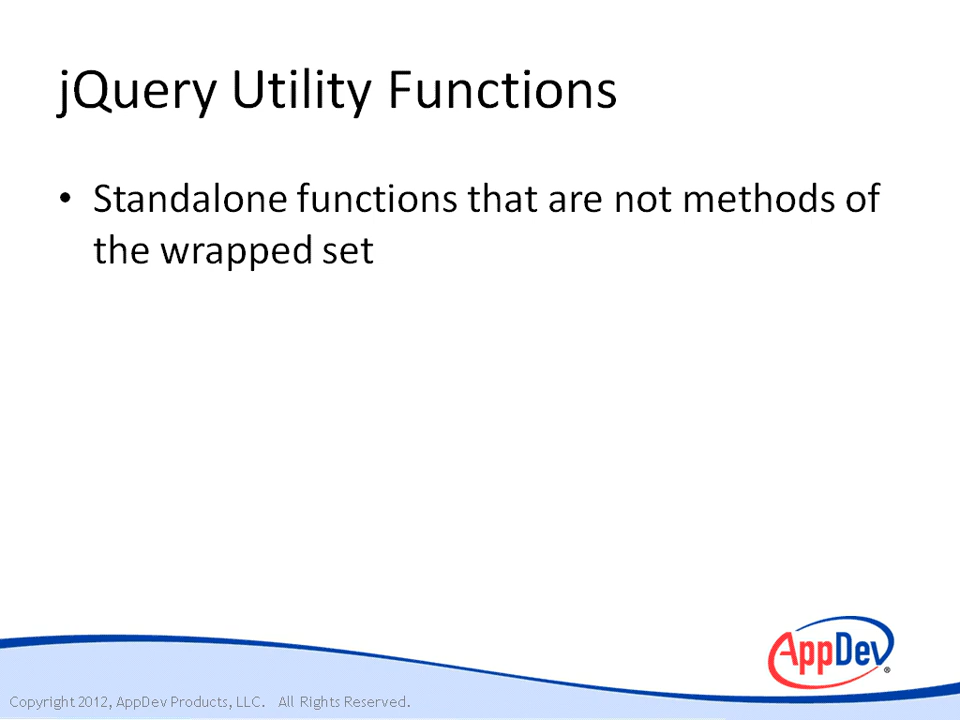 jQuery Utility Functions
• Standalone functions that are not methods of
the wrapped set
AppDev®
Copyright 2012, AppDev Products, LLC. All Rights Reserved.